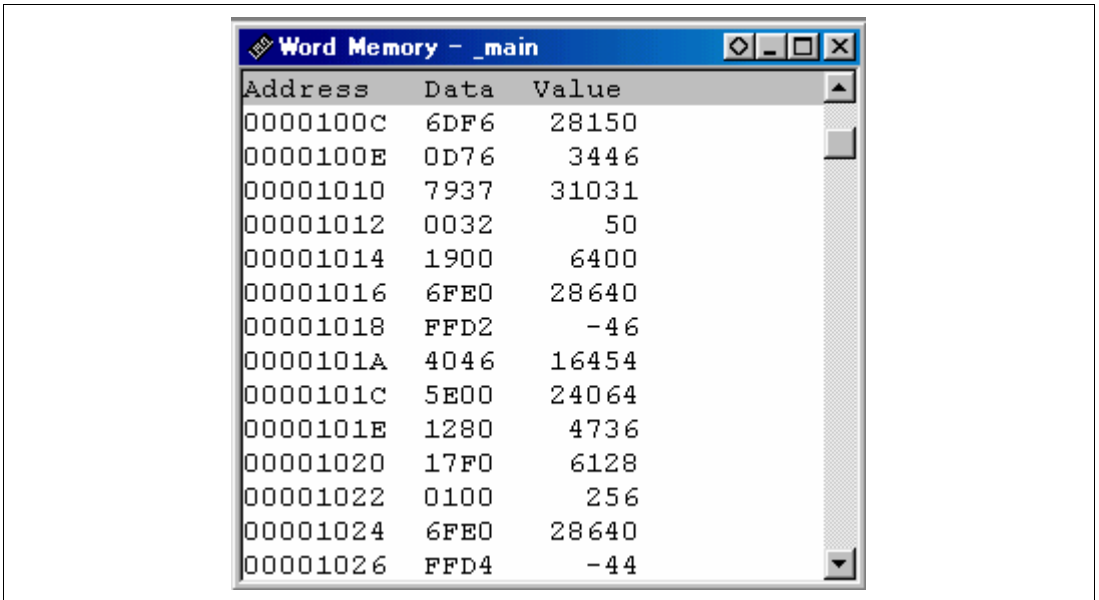 Word Memory - _main
Address Data Value
0000100C 6DF6 28150
0000100E 0D76 3446
00001010 7937 31031
00001012 0032 50
00001014 1900 6400
00001016 6FE0 28640
00001018 FFD2 -46
0000101A 4046 16454
0000101C 5E00 24064
0000101E 1280 4736
00001020 17F0 6128
00001022 0100 256
00001024 6FE0 28640
00001026 FFD4 -44